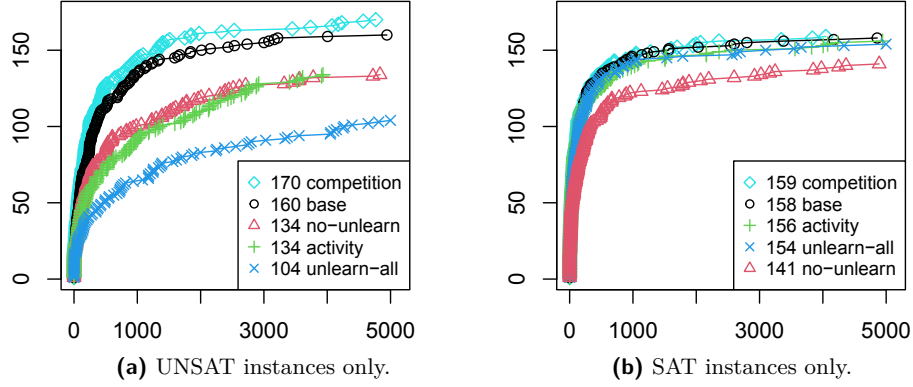 150
100
50
0
170 competition
160 base
134 no−unlearn
134 activity
104 unlearn−all
0 1000 3000 5000
(a) UNSAT instances only.
150
100
50
0
159 competition
158 base
156 activity
154 unlearn−all
141 no−unlearn
0 1000 3000 5000
(b) SAT instances only.